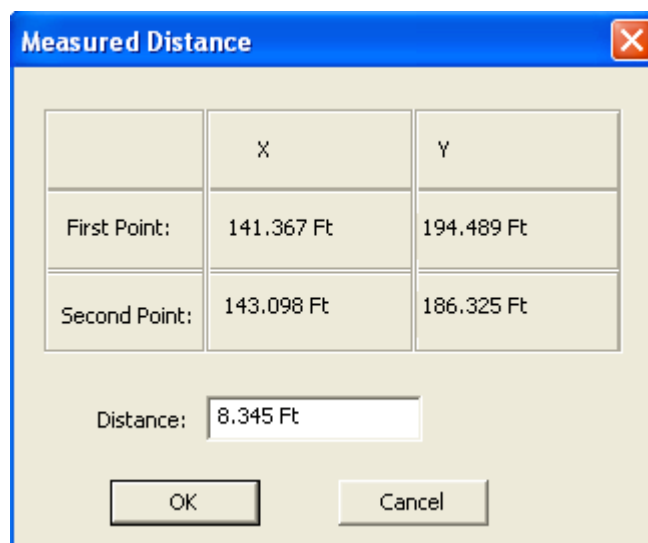 Measured Distance
X Y
First Point: 141.367 Ft 194.489 Ft
Second Point: 143.098 Ft 186.325 Ft
Distance: 8.345 Ft
OK Cancel